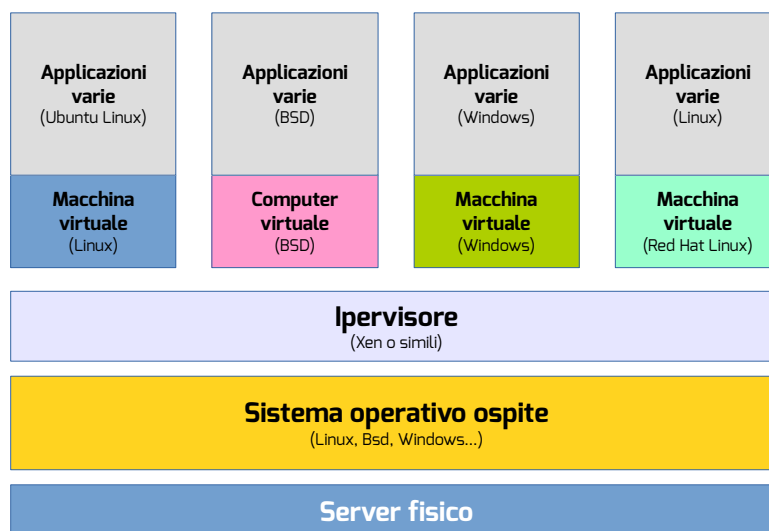 Applicazioni
varie
(Ubuntu Linux)
Applicazioni
varie
(BSD)
Applicazioni
varie
(Windows)
Applicazioni
varie
(Linux)
Macchina
virtuale
(Linux)
Computer
virtuale
(BSD)
Macchina
virtuale
(Windows)
Macchina
virtuale
(Red Hat Linux)
Ipervisore
(Xen o simili)
Sistema operativo ospite
(Linux, Bsd, Windows...)
Server fisico